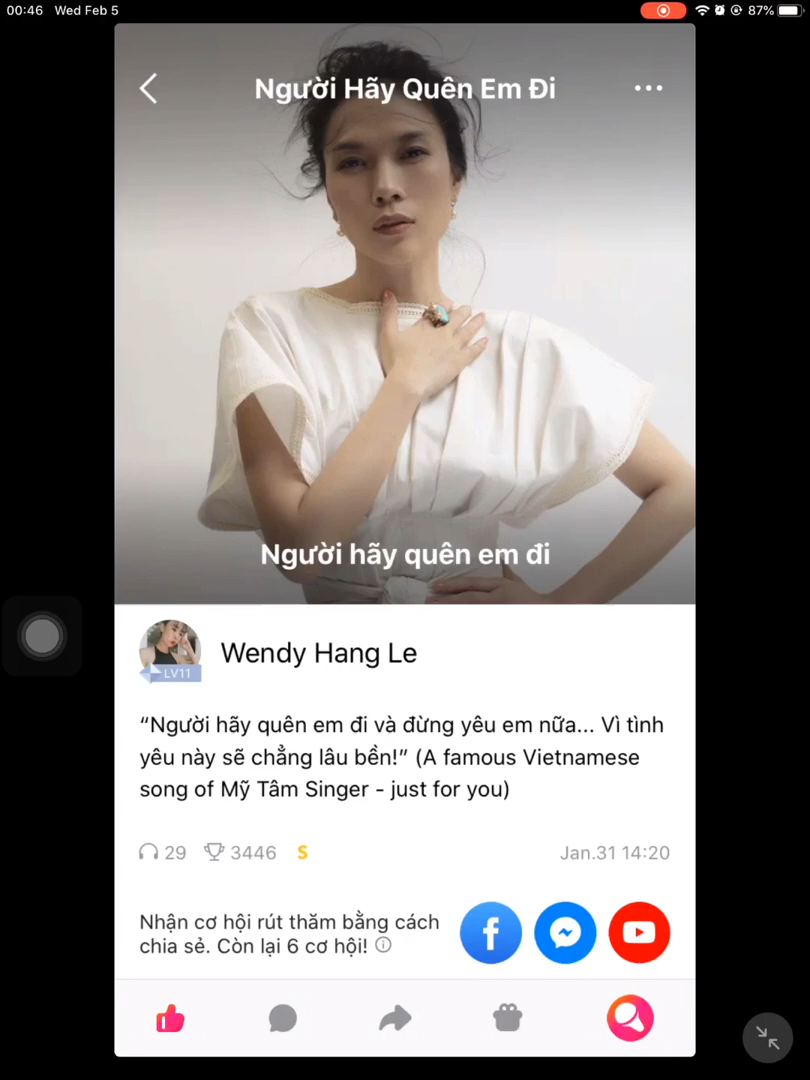 00:46 Wed Feb 5 87%
Người Hãy Quên Em Đi
Người hãy quên em đi
LV11
Wendy Hang Le
“Người hãy quên em đi và đừng yêu em nữa... Vì tình
yêu này sẽ chẳng lâu bền!” (A famous Vietnamese
song of Mỹ Tâm Singer - just for you)
29 3446 S Jan.31 14:20
Nhận cơ hội rút thăm bằng cách
chia sẻ. Còn lại 6 cơ hội!